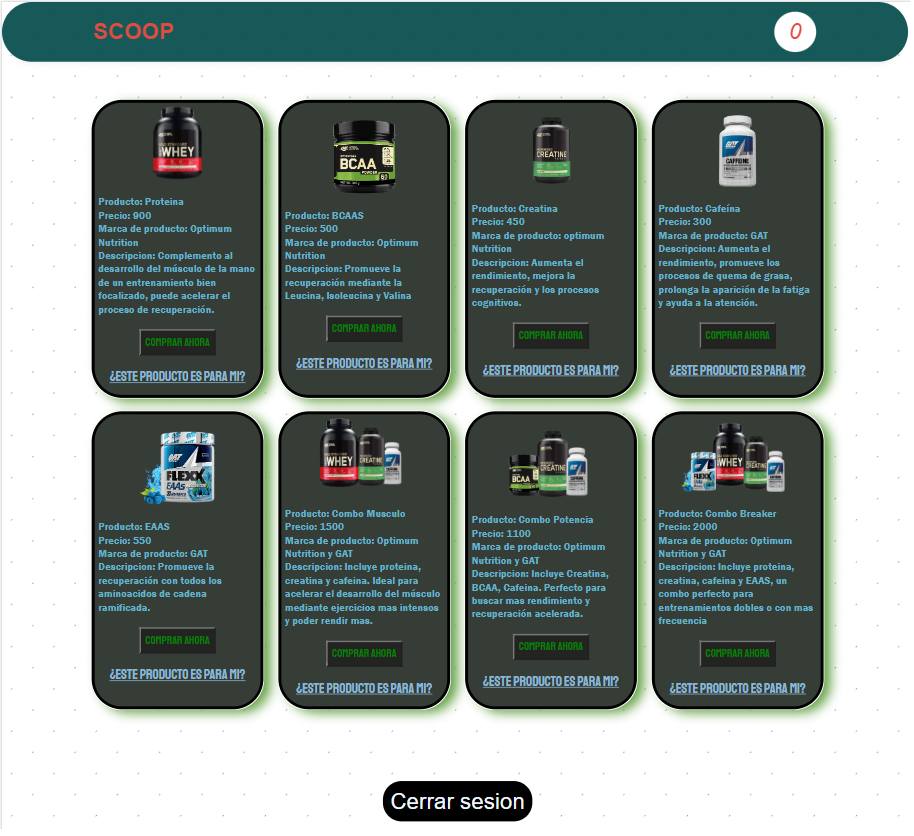 SCOOP
0
WHEY
Producto: Proteina
Precio: 900
Marca de producto: Optimum
Nutrition
Descripcion: Complemento al
desarrollo del músculo de la mano
de un entrenamiento bien
focalizado, puede acelerar el
proceso de recuperación.
COMPRAR AHORA
¿ESTE PRODUCTO ES PARA MI?
BCAA
POWDER
Producto: BCAAS
Precio: 500
Marca de producto: Optimum
Nutrition
Descripcion: Promueve la
recuperación mediante la
Leucina, Isoleucina y Valina
COMPRAR AHORA
¿ESTE PRODUCTO ES PARA MI?
CREATINE
Producto: Creatina
Precio: 450
Marca de producto: optimum
Nutrition
Descripcion: Aumenta el
rendimiento, mejora la
recuperación y los procesos
cognitivos.
COMPRAR AHORA
¿ESTE PRODUCTO ES PARA MI?
GAT
CAFFEINE
Producto: Cafeína
Precio: 300
Marca de producto: GAT
Descripcion: Aumenta el
rendimiento, promueve los
procesos de quema de grasa,
prolonga la aparición de la fatiga
y ayuda a la atención.
COMPRAR AHORA
¿ESTE PRODUCTO ES PARA MI?
GAT
FLEXX
EAAS
Producto: EAAS
Precio: 550
Marca de producto: GAT
Descripcion: Promueve la
recuperación con todos los
aminoacidos de cadena
ramificada.
COMPRAR AHORA
¿ESTE PRODUCTO ES PARA MI?
WHEY
CREATINE
Producto: Combo Musculo
Precio: 1500
Marca de producto: Optimum
Nutrition y GAT
Descripcion: Incluye proteina,
creatina y cafeina. Ideal para
acelerar el desarrollo del músculo
mediante ejercicios mas intensos
y poder rendir mas.
COMPRAR AHORA
¿ESTE PRODUCTO ES PARA MI?
BCAA
CREATINE
Producto: Combo Potencia
Precio: 1100
Marca de producto: Optimum
Nutrition y GAT
Descripcion: Incluye Creatina,
BCAA, Cafeina. Perfecto para
buscar mas rendimiento y
recuperación acelerada.
COMPRAR AHORA
¿ESTE PRODUCTO ES PARA MI?
FLEXX
WHEY
CREATINE
Producto: Combo Breaker
Precio: 2000
Marca de producto: Optimum
Nutrition y GAT
Descripcion: Incluye proteina,
creatina, cafeina y EAAS, un
combo perfecto para
entrenamientos dobles o con mas
frecuencia
COMPRAR AHORA
¿ESTE PRODUCTO ES PARA MI?
Cerrar sesion